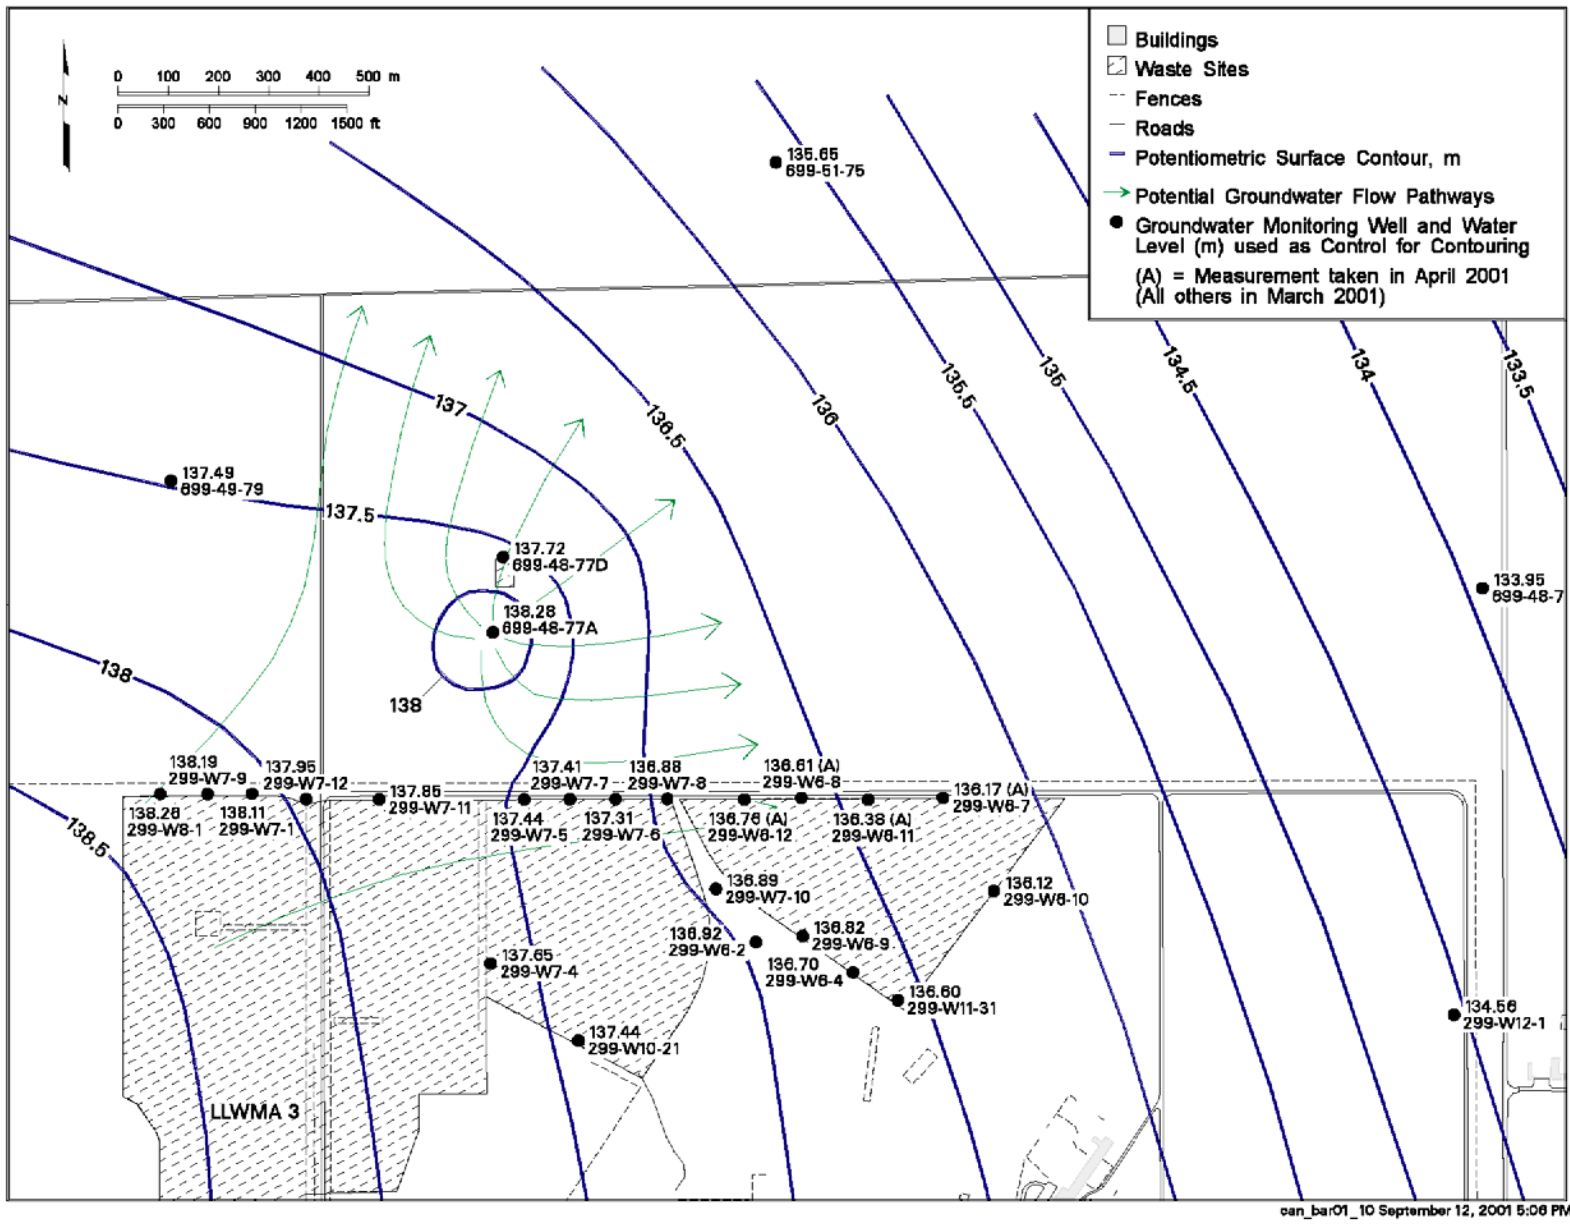 0 100 200 300 400 500 m
0 300 600 900 1200 1500 ft
N
Buildings
Waste Sites
Fences
Roads
Potentiometric Surface Contour, m
Potential Groundwater Flow Pathways
Groundwater Monitoring Well and Water
Level (m) used as Control for Contouring
(A) = Measurement taken in April 2001
(All others in March 2001)
135.65
699-51-75
137
136.5
136
135.5
135
134.5
134
133.5
137.49
699-49-79
137.5
137.72
699-48-77D
138.28
699-48-77A
133.95
699-48-7
138
138
138.5
138.19
299-W7-9
137.95
299-W7-12
138.26
299-W8-1
138.11
299-W7-1
137.85
299-W7-11
137.41
299-W7-7
136.88
299-W7-8
136.61 (A)
299-W6-8
136.17 (A)
299-W6-7
137.44
299-W7-5
137.31
299-W7-6
136.76 (A)
299-W6-12
136.38 (A)
299-W6-11
136.89
299-W7-10
136.12
299-W6-10
136.92
299-W6-2
136.82
299-W6-9
136.70
299-W6-4
136.60
299-W11-31
137.65
299-W7-4
137.44
299-W10-21
134.56
299-W12-1
LLWMA 3
can_bar01_10 September 12, 2001 5:06 PM